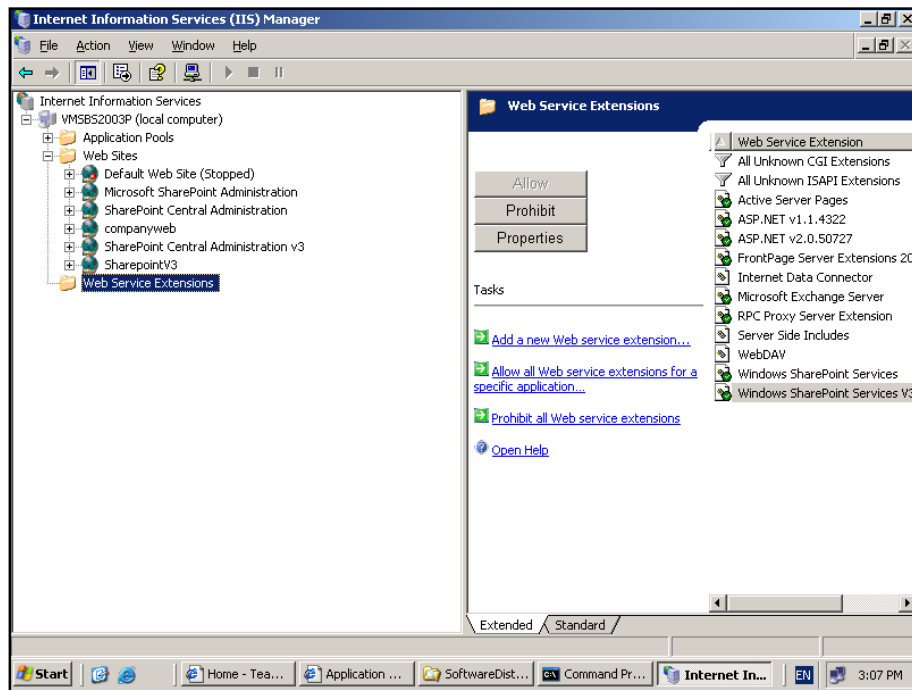 Internet Information Services (IIS) Manager
File Action View Window Help
Internet Information Services
VMSBS2003P (local computer)
Application Pools
Web Sites
Default Web Site (Stopped)
Microsoft SharePoint Administration
SharePoint Central Administration
companyweb
SharePoint Central Administration v3
SharepointV3
Web Service Extensions
Web Service Extensions
Allow
Prohibit
Properties
Tasks
Add a new Web service extension...
Allow all Web service extensions for a
specific application...
Prohibit all Web service extensions
Open Help
Web Service Extension
All Unknown CGI Extensions
All Unknown ISAPI Extensions
Active Server Pages
ASP.NET v1.1.4322
ASP.NET v2.0.50727
FrontPage Server Extensions 20
Internet Data Connector
Microsoft Exchange Server
RPC Proxy Server Extension
Server Side Includes
WebDAV
Windows SharePoint Services
Windows SharePoint Services V3
Extended Standard
Start Home - Tea... Application ... SoftwareDist... Command Pr... Internet In... EN 3:07 PM